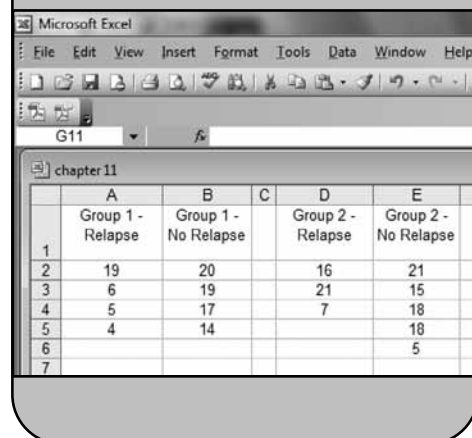 Microsoft Excel
File Edit View Insert Format Tools Data Window Help
G11 fx
chapter 11
A B C D E
Group 1 - Group 1 - Group 2 - Group 2 -
1 Relapse No Relapse Relapse No Relapse
2 19 20 16 21
3 6 19 21 15
4 5 17 7 18
5 4 14 18
6 5
7